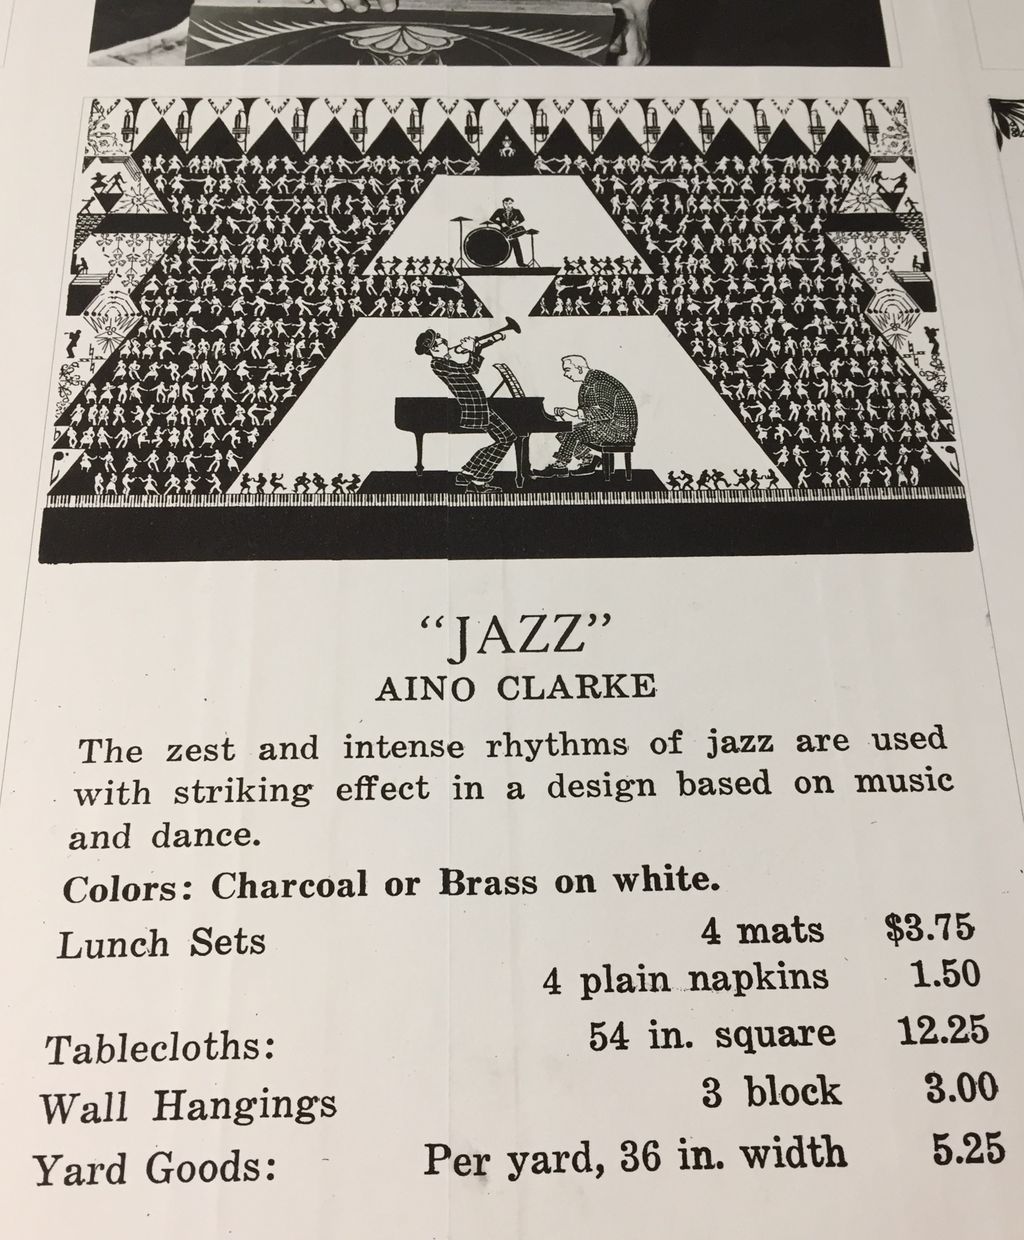 “JAZZ”
AINO CLARKE
The zest and intense rhythms of jazz are used
with striking effect in a design based on music
and dance.
Colors: Charcoal or Brass on white.
Lunch Sets 4 mats $3.75
4 plain napkins 1.50
Tablecloths: 54 in. square 12.25
Wall Hangings 3 block 3.00
Yard Goods: Per yard, 36 in. width 5.25